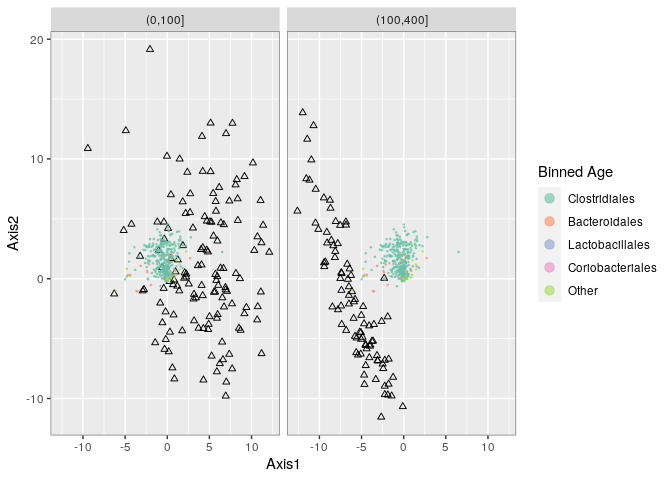 (0,100]
(100,400]
20
10
0
-10
Axis2
-10
-5
0
5
10
-10
-5
0
5
10
Axis1
Binned Age
Clostridiales
Bacteroidales
Lactobacillales
Coriobacteriales
Other